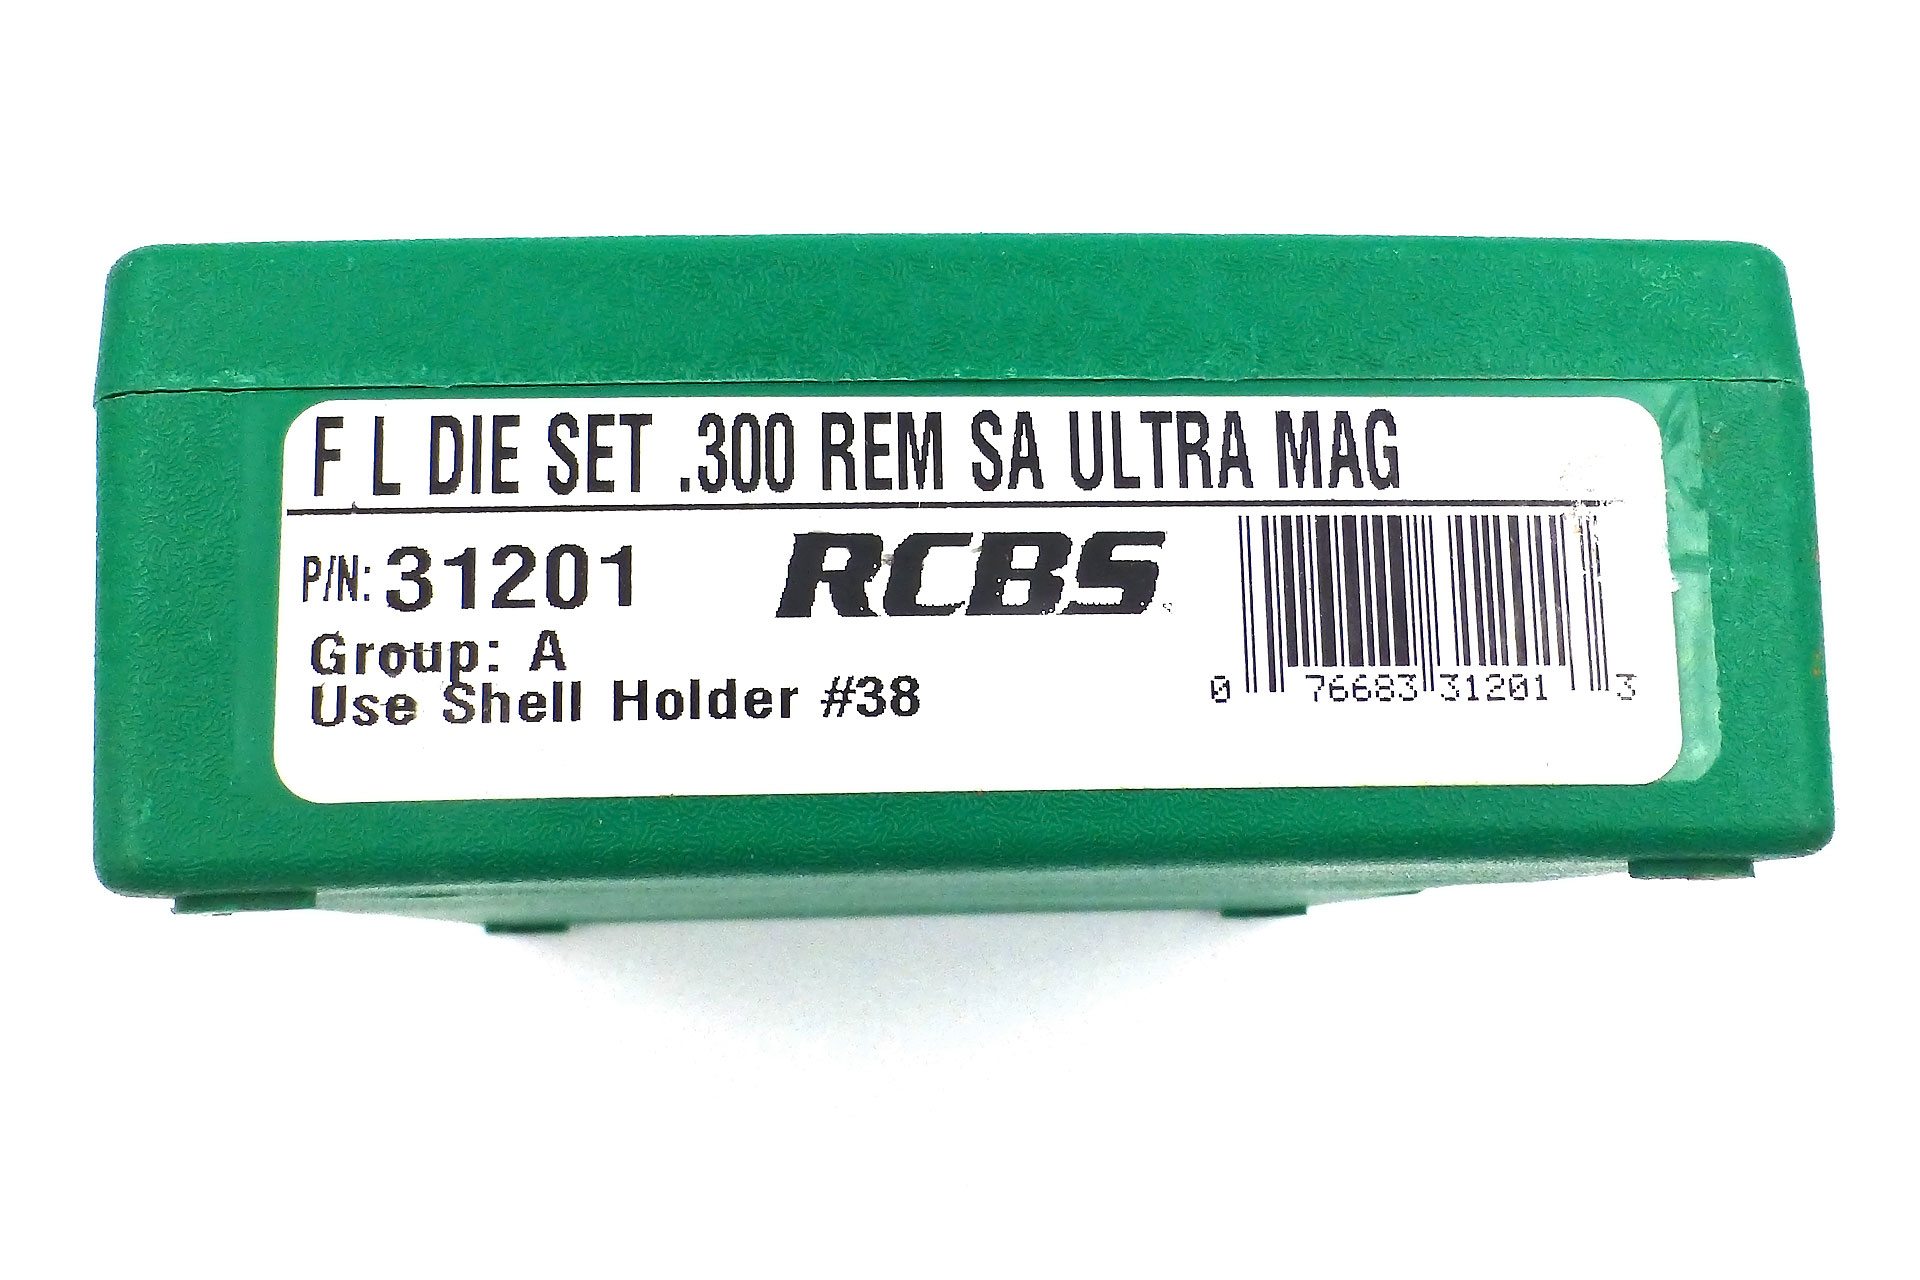 F L DIE SET .300 REM SA ULTRA MAG
P/N: 31201
RCBS
Group: A
Use Shell Holder #38
0 76683 31201 3